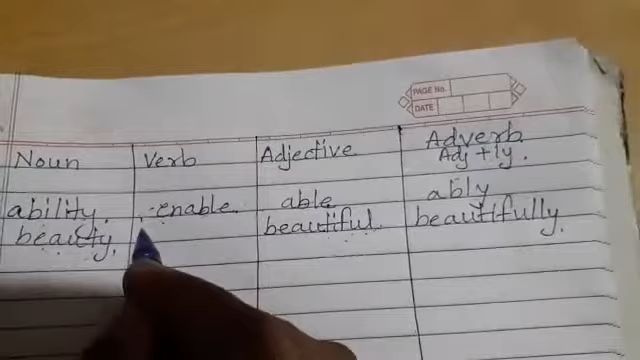 PAGE No.
DATE
Noun Verb Adjective Adverb
Adj + ly.
ability. enable. able ably
beauty. beautiful. beautifully.